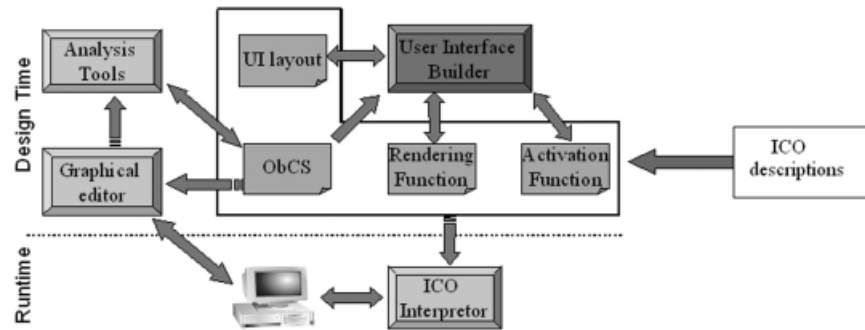 Design Time
Analysis
Tools
UI layout
User Interface
Builder
Graphical
editor
ObCS
Rendering
Function
Activation
Function
ICO
descriptions
Runtime
ICO
Interpretor